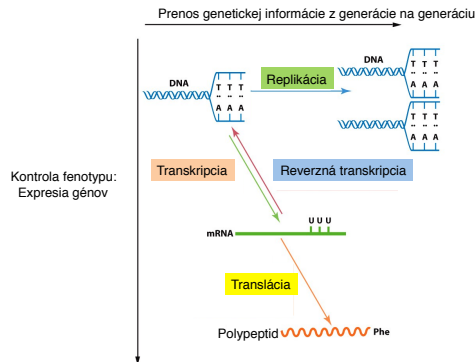 Prenos genetickej informácie z generácie na generáciu
DNA
T T T
A A A
Replikácia
DNA
T T T
A A A
T T T
A A A
Kontrola fenotypu:
Expresia génov
Transkripcia
Reverzná transkripcia
U U U
mRNA
Translácia
Polypeptid
Phe